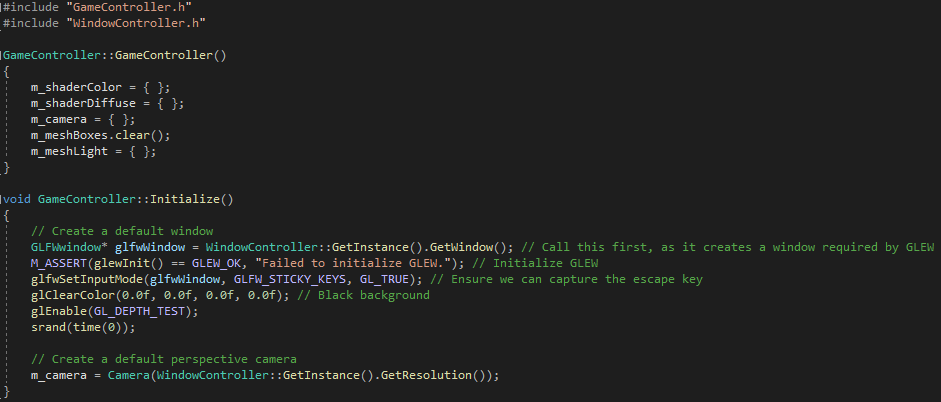 #include "GameController.h"
#include "WindowController.h"
GameController::GameController()
{
m_shaderColor = { };
m_shaderDiffuse = { };
m_camera = { };
m_meshBoxes.clear();
m_meshLight = { };
}
void GameController::Initialize()
{
// Create a default window
GLFWwindow* glfwWindow = WindowController::GetInstance().GetWindow(); // Call this first, as it creates a window required by GLEW
M_ASSERT(glewInit() == GLEW_OK, "Failed to initialize GLEW."); // Initialize GLEW
glfwSetInputMode(glfwWindow, GLFW_STICKY_KEYS, GL_TRUE); // Ensure we can capture the escape key
glClearColor(0.0f, 0.0f, 0.0f, 0.0f); // Black background
glEnable(GL_DEPTH_TEST);
srand(time(0));
// Create a default perspective camera
m_camera = Camera(WindowController::GetInstance().GetResolution());
}